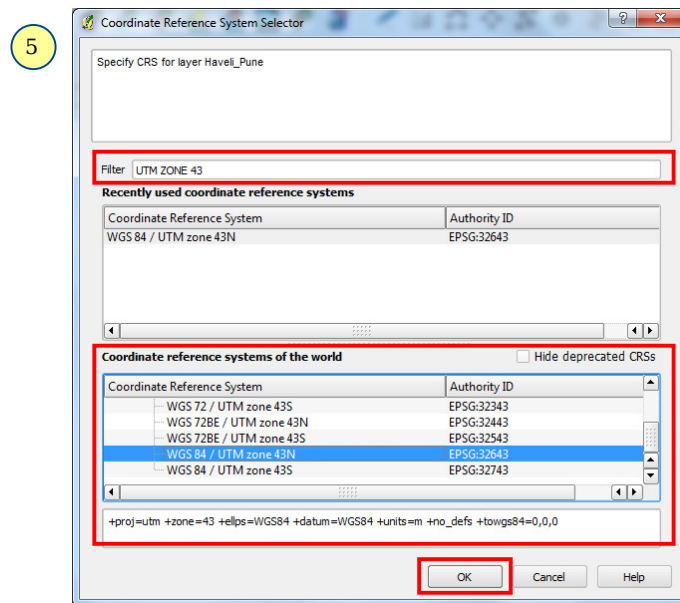 5
Coordinate Reference System Selector
Specify CRS for layer Haveli_Pune
Filter UTM ZONE 43
Recently used coordinate reference systems
Coordinate Reference System Authority ID
WGS 84 / UTM zone 43N EPSG:32643
Coordinate reference systems of the world Hide deprecated CRSs
Coordinate Reference System Authority ID
WGS 72 / UTM zone 43S EPSG:32343
WGS 72BE / UTM zone 43N EPSG:32443
WGS 72BE / UTM zone 43S EPSG:32543
WGS 84 / UTM zone 43N EPSG:32643
WGS 84 / UTM zone 43S EPSG:32743
+proj=utm +zone=43 +ellps=WGS84 +datum=WGS84 +units=m +no_defs +towgs84=0,0,0
OK Cancel Help